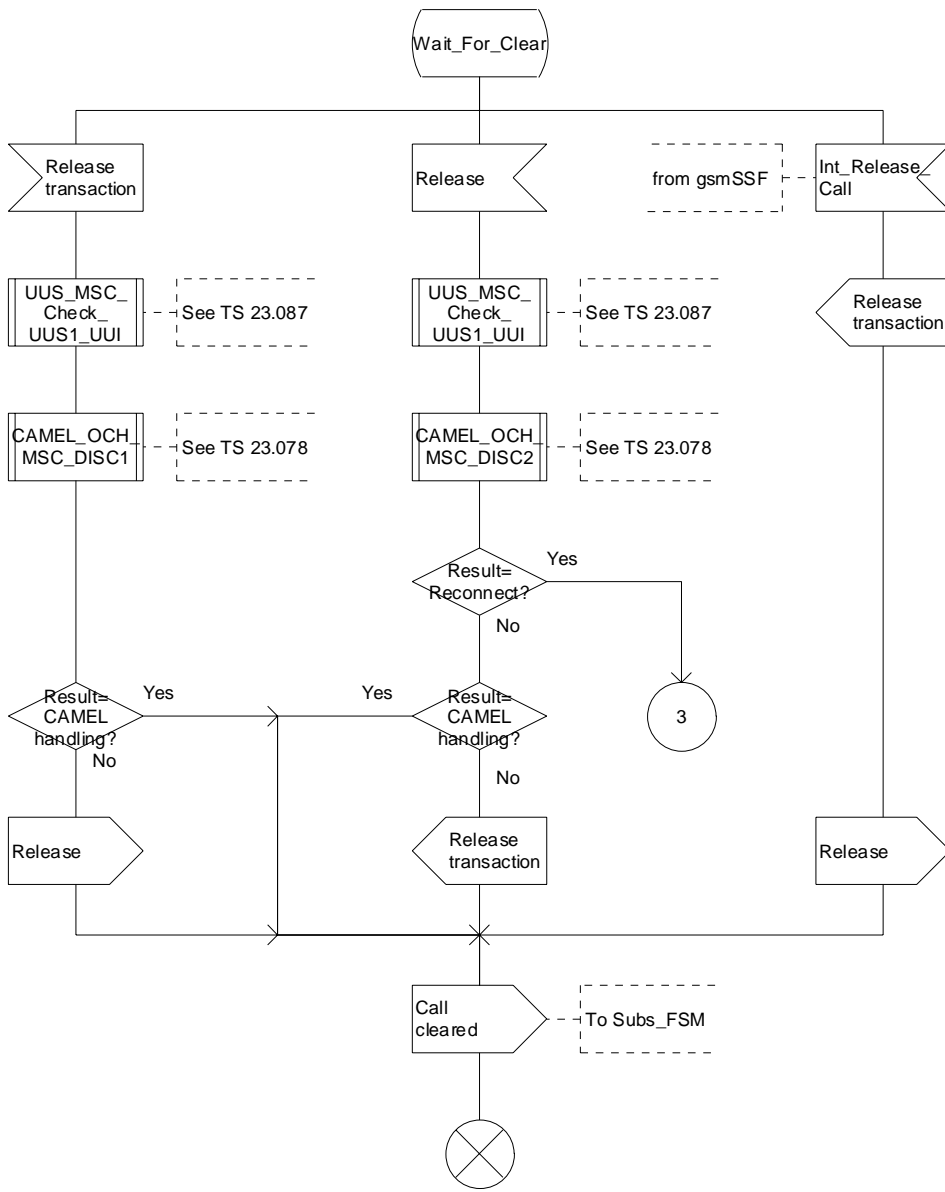 Wait_For_Clear
Release
transaction
Release
from gsmSSF
Int_Release_
Call
UUS_MSC_
Check_
UUS1_UUI
See TS 23.087
UUS_MSC_
Check_
UUS1_UUI
See TS 23.087
Release
transaction
CAMEL_OCH_
MSC_DISC1
See TS 23.078
CAMEL_OCH_
MSC_DISC2
See TS 23.078
Result=
Reconnect?
Yes
No
Result=
CAMEL
handling?
Yes
No
Yes
Result=
CAMEL
handling?
No
3
Release
Release
transaction
Release
Call
cleared
To Subs_FSM